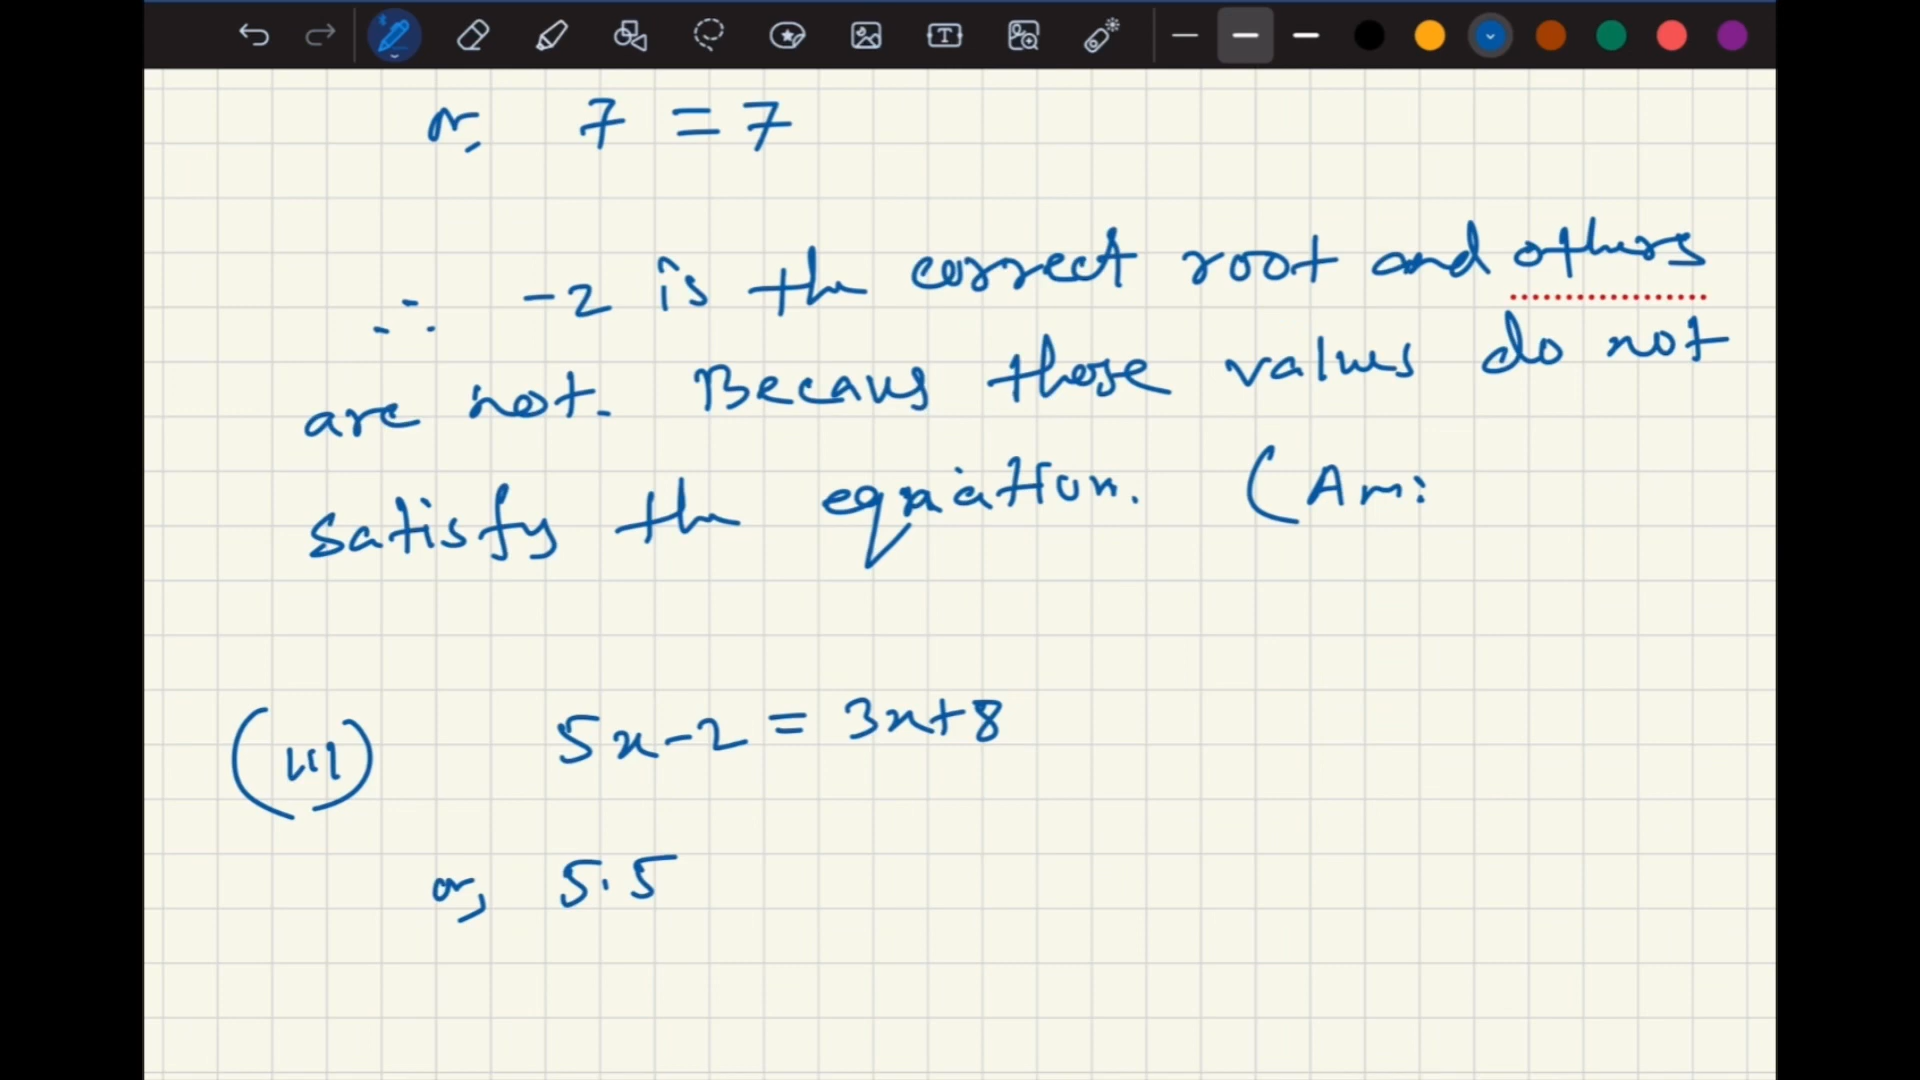 or, 7 = 7
∴ -2 is the correct root and others
are not. Becaus those values do not
satisfy the equation. (Ans:
(iii) 5x-2 = 3x+8
or, 5.5